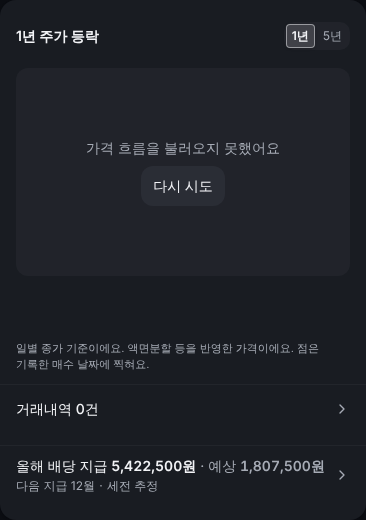 1년 주가 등락
1년 5년
가격 흐름을 불러오지 못했어요
다시 시도
일별 종가 기준이에요. 액면분할 등을 반영한 가격이에요. 점은
기록한 매수 날짜에 찍혀요.
거래내역 0건
올해 배당 지급 5,422,500원 · 예상 1,807,500원
다음 지급 12월 · 세전 추정